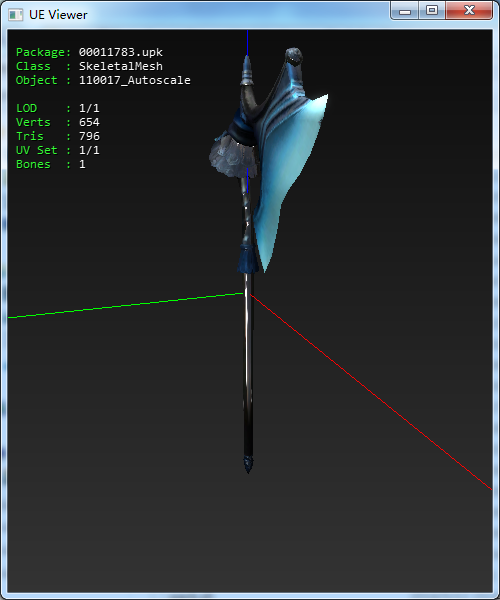 UE Viewer
Package: 00011783.upk
Class : SkeletalMesh
Object : 110017_Autoscale
LOD : 1/1
Verts : 654
Tris : 796
UV Set : 1/1
Bones : 1